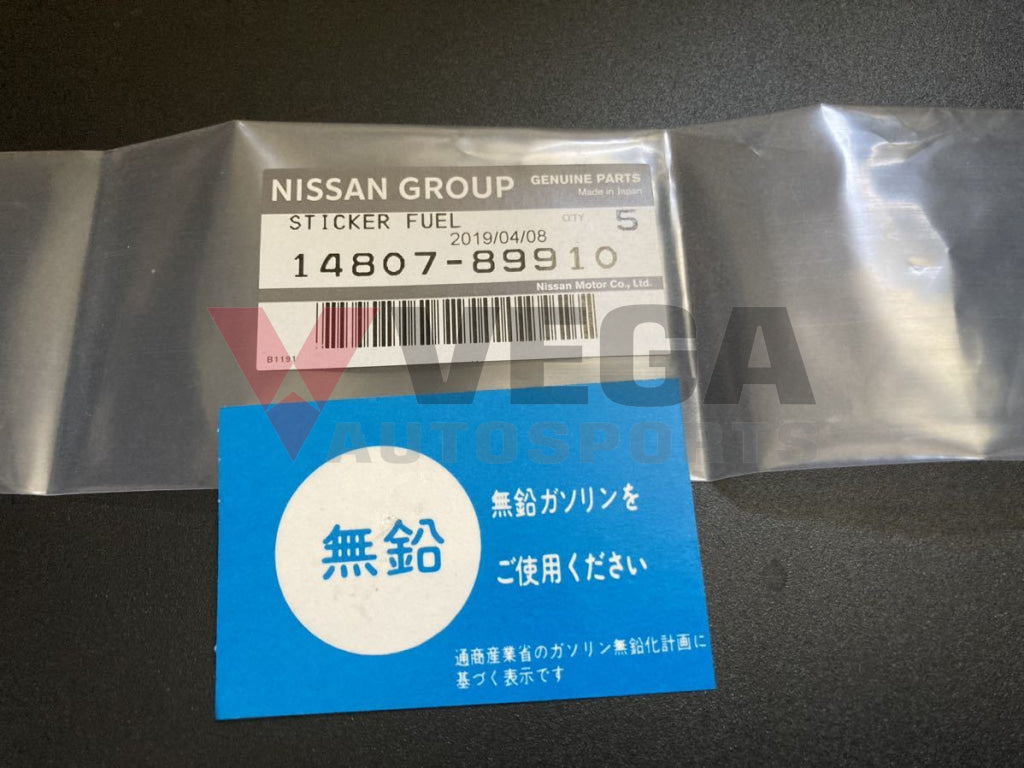 NISSAN GROUP GENUINE PARTS
Made in Japan
STICKER FUEL QTY 5
2019/04/08
14807-89910
Nissan Motor Co., Ltd.
B1191
VEGA
AUTOSPORTS
無鉛
無鉛ガソリンを
ご使用ください
通商産業省のガソリン無鉛化計画に
基づく表示です